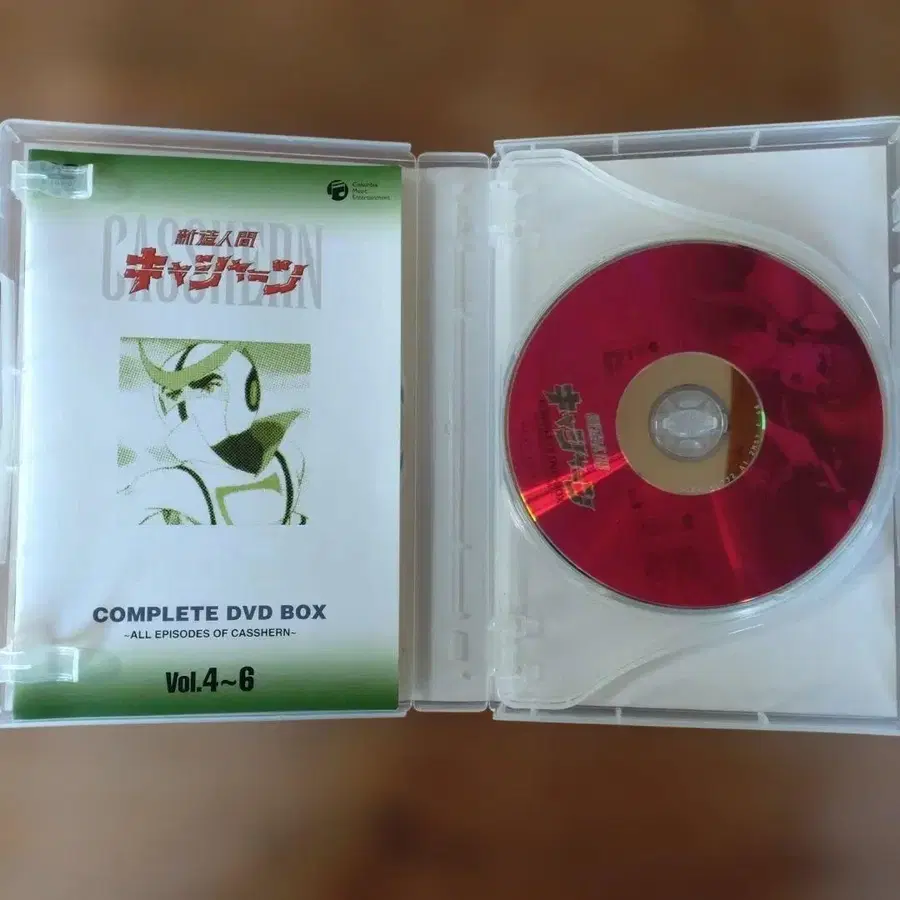 Columbia
Music
Entertainment
CASSHERN
新造人間
キャシャーン
COMPLETE DVD BOX
~ALL EPISODES OF CASSHERN~
Vol.4~6
新造人間
キャシャーン